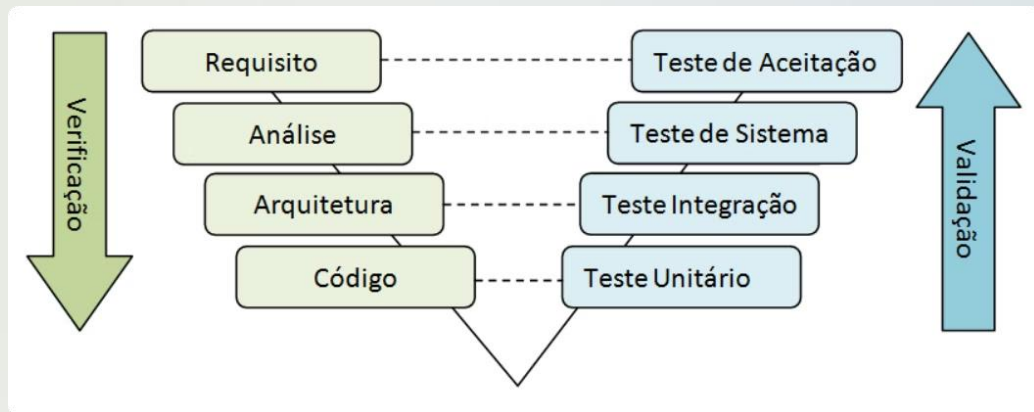 Verificação
Requisito
Teste de Aceitação
Análise
Teste de Sistema
Arquitetura
Teste Integração
Código
Teste Unitário
Validação